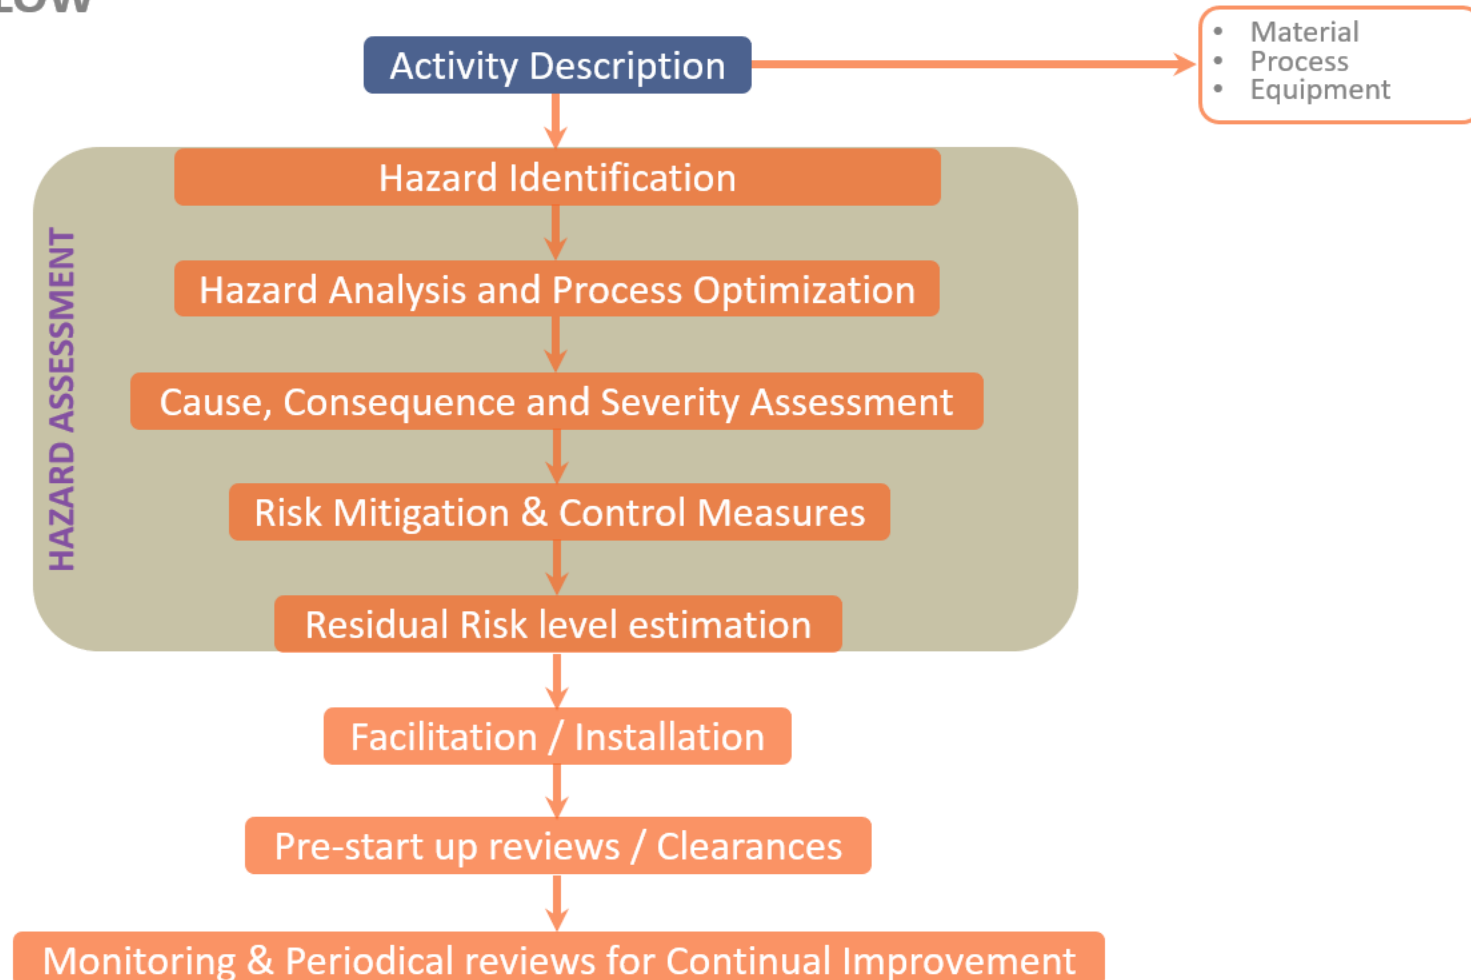 Activity Description
• Material
• Process
• Equipment
HAZARD ASSESSMENT
Hazard Identification
Hazard Analysis and Process Optimization
Cause, Consequence and Severity Assessment
Risk Mitigation & Control Measures
Residual Risk level estimation
Facilitation / Installation
Pre-start up reviews / Clearances
Monitoring & Periodical reviews for Continual Improvement